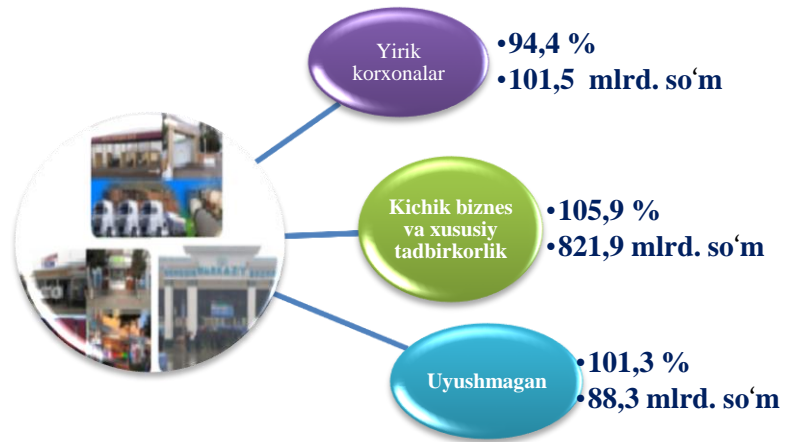 Yirik
korxonalar
•94,4 %
•101,5 mlrd. so‘m
Kichik biznes
va xususiy
tadbirkorlik
•105,9 %
•821,9 mlrd. so‘m
Uyushmagan
•101,3 %
•88,3 mlrd. so‘m